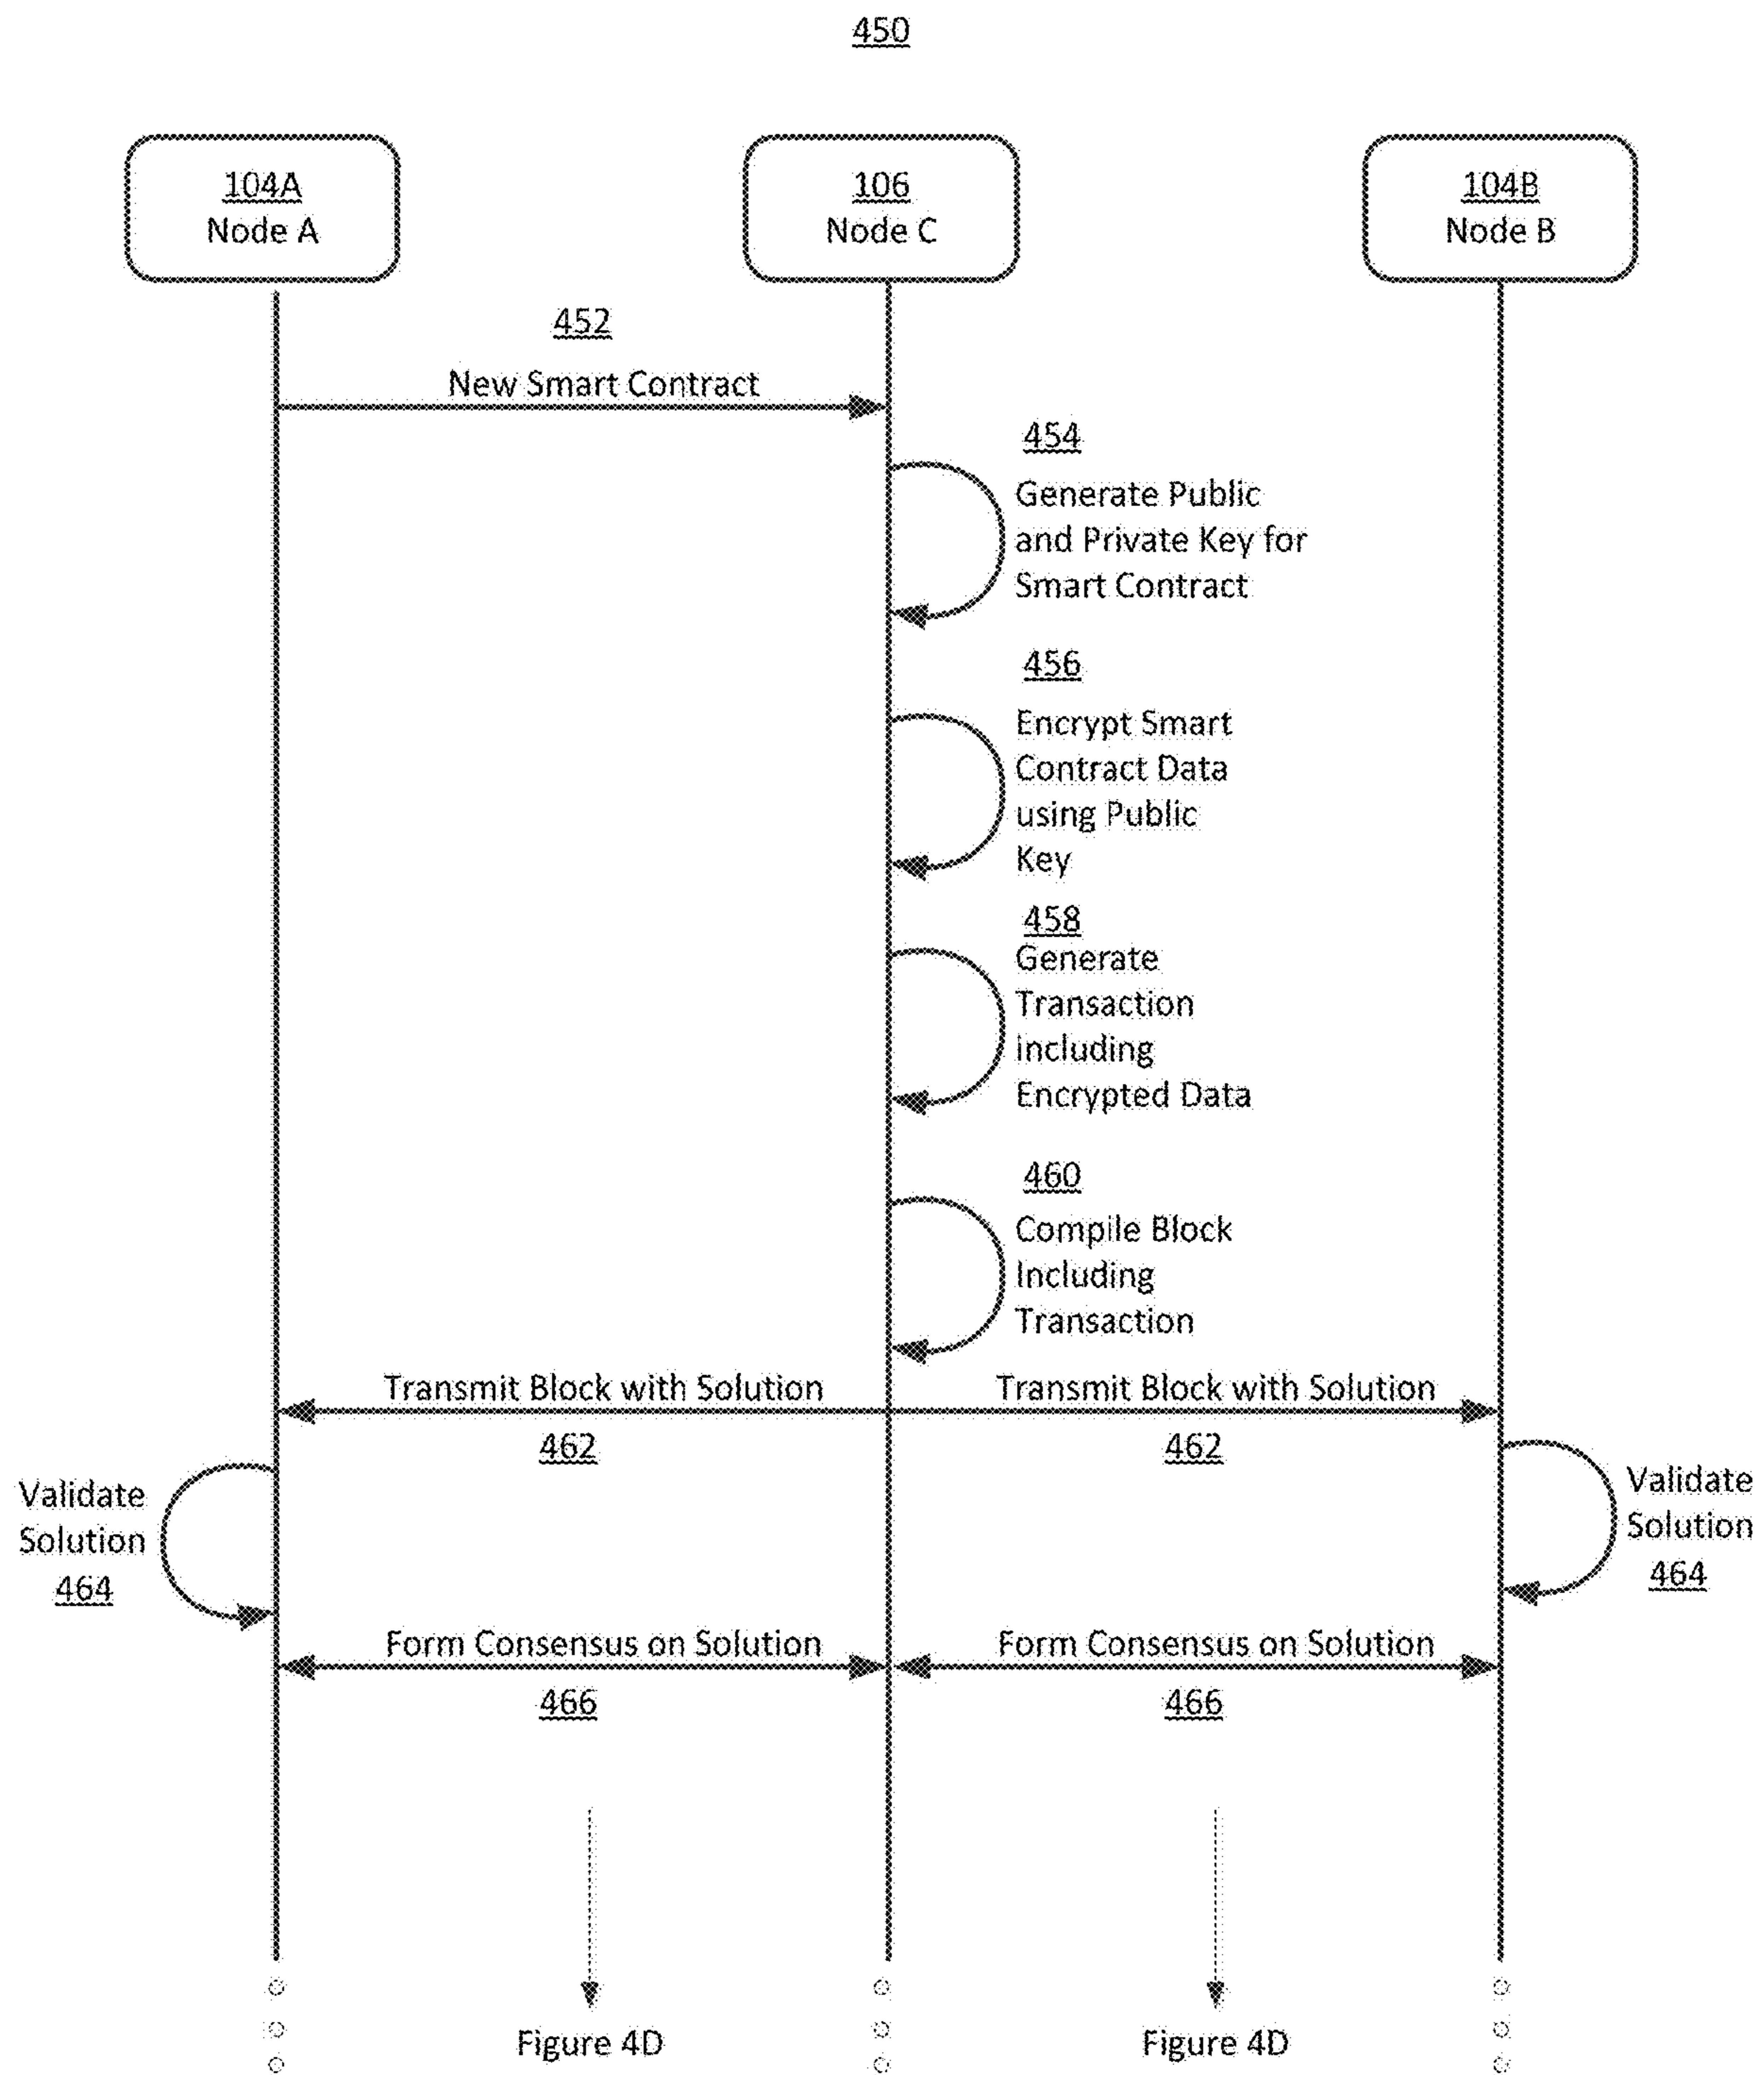 450
104A
Node A
106
Node C
104B
Node B
452
New Smart Contract
454
Generate Public
and Private Key for
Smart Contract
456
Encrypt Smart
Contract Data
using Public
Key
458
Generate
Transaction
including
Encrypted Data
460
Compile Block
Including
Transaction
Transmit Block with Solution
Transmit Block with Solution
462
462
Validate
Solution
464
Validate
Solution
464
Form Consensus on Solution
Form Consensus on Solution
466
466
Figure 4D
Figure 4D